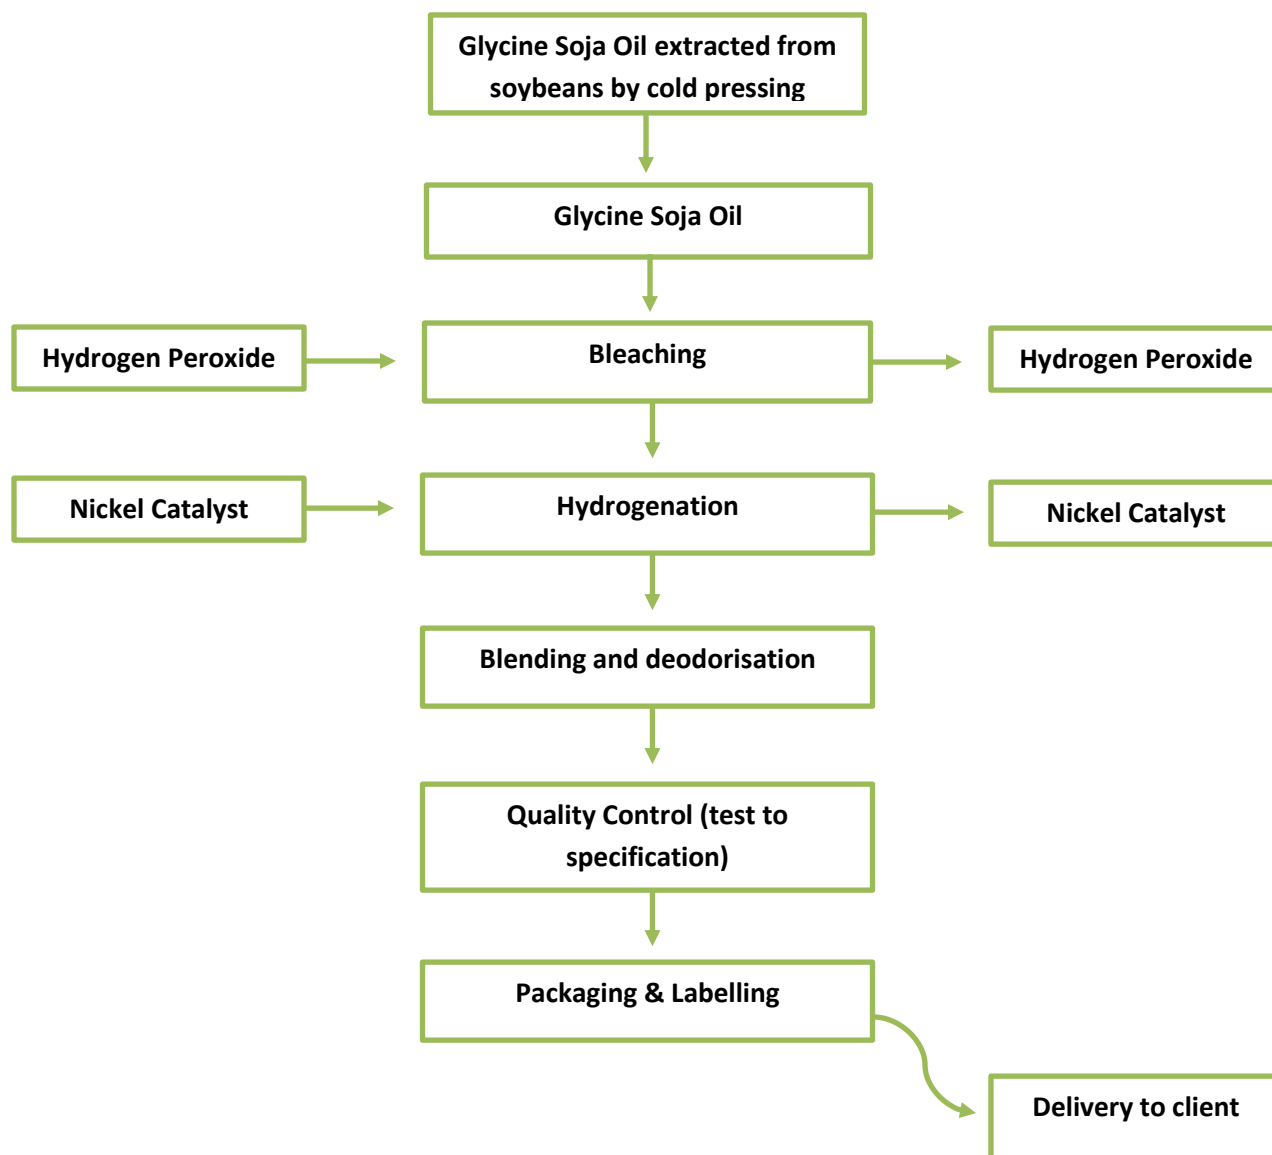 Glycine Soja Oil extracted from
soybeans by cold pressing
Glycine Soja Oil
Hydrogen Peroxide
Bleaching
Hydrogen Peroxide
Nickel Catalyst
Hydrogenation
Nickel Catalyst
Blending and deodorisation
Quality Control (test to
specification)
Packaging & Labelling
Delivery to client